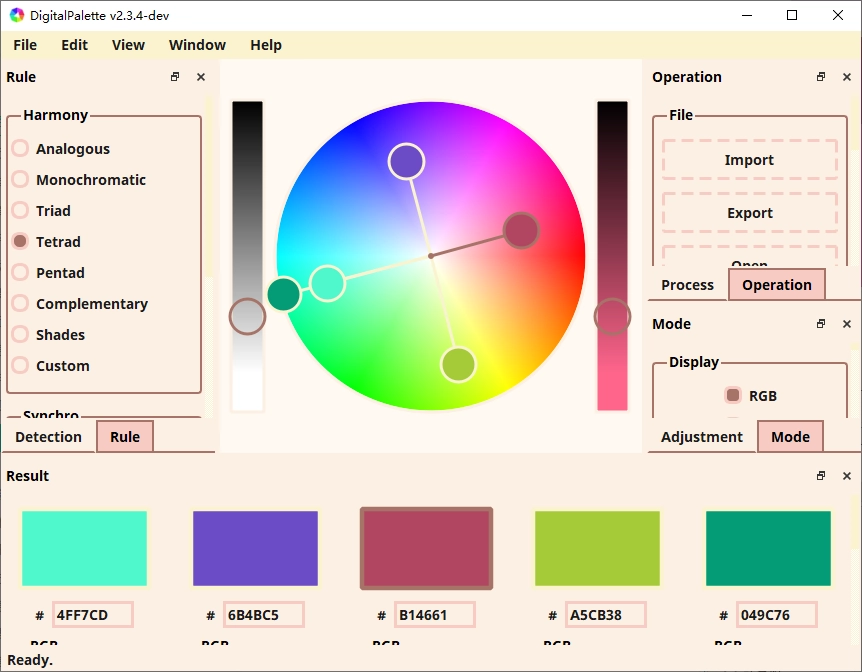 DigitalPalette v2.3.4-dev
File Edit View Window Help
Rule
Harmony
Analogous
Monochromatic
Triad
Tetrad
Pentad
Complementary
Shades
Custom
Synchro
Detection Rule
Operation
File
Import
Export
Open
Process Operation
Mode
Display
RGB
Adjustment Mode
Result
# 4FF7CD # 6B4BC5 # B14661 # A5CB38 # 049C76
RGB RGB RGB RGB RGB
Ready.